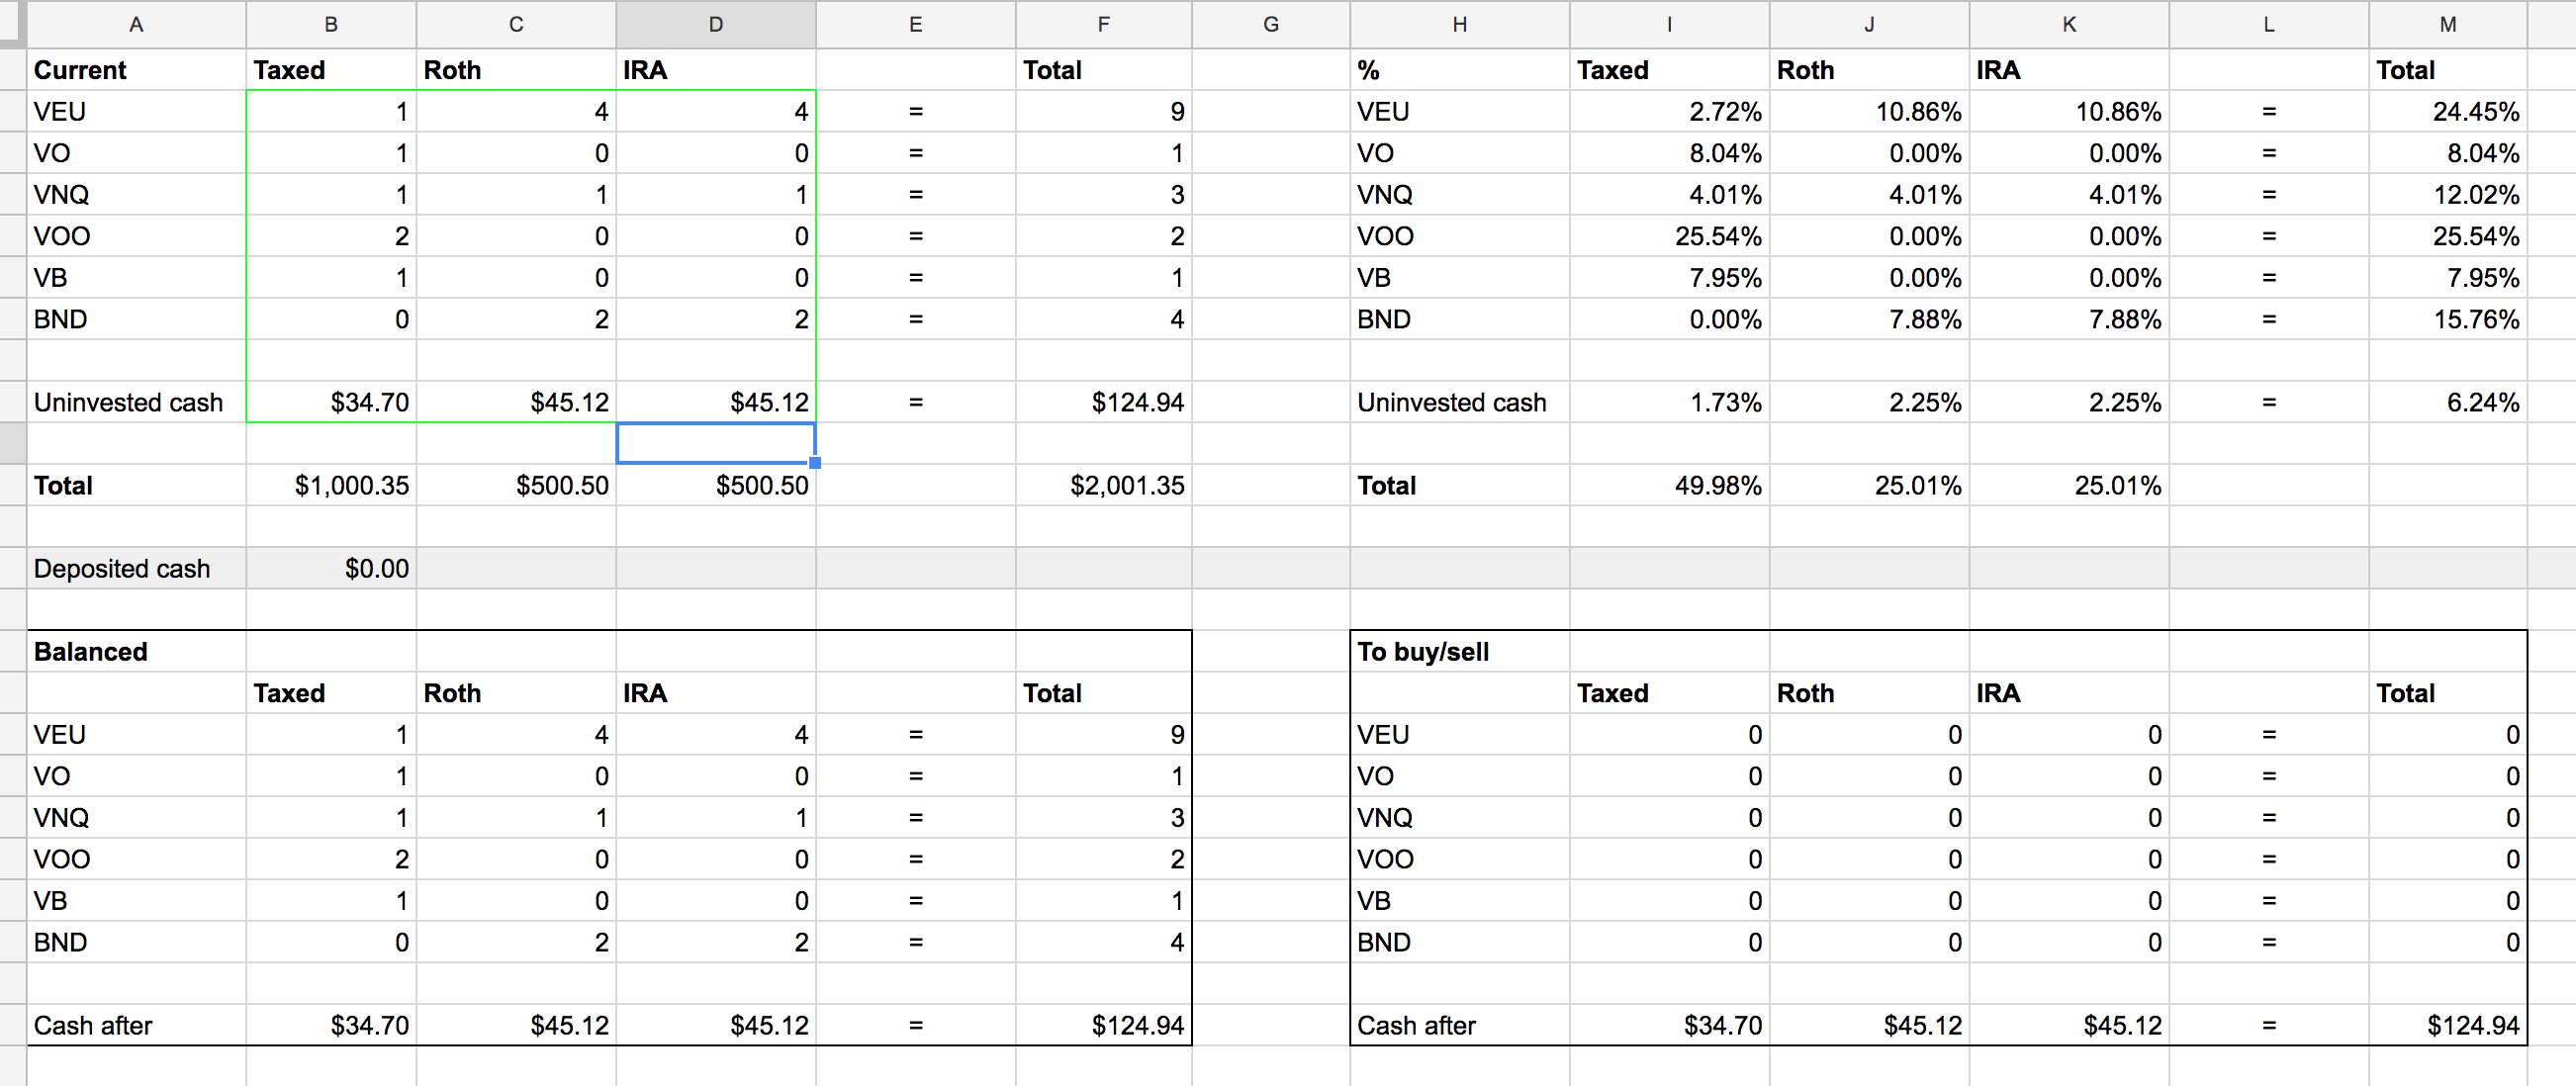 A B C D E F G H I J K L M
Current Taxed Roth IRA Total % Taxed Roth IRA Total
VEU 1 4 4 = 9 VEU 2.72% 10.86% 10.86% = 24.45%
VO 1 0 0 = 1 VO 8.04% 0.00% 0.00% = 8.04%
VNQ 1 1 1 = 3 VNQ 4.01% 4.01% 4.01% = 12.02%
VOO 2 0 0 = 2 VOO 25.54% 0.00% 0.00% = 25.54%
VB 1 0 0 = 1 VB 7.95% 0.00% 0.00% = 7.95%
BND 0 2 2 = 4 BND 0.00% 7.88% 7.88% = 15.76%
Uninvested cash $34.70 $45.12 $45.12 = $124.94 Uninvested cash 1.73% 2.25% 2.25% = 6.24%
Total $1,000.35 $500.50 $500.50 $2,001.35 Total 49.98% 25.01% 25.01%
Deposited cash $0.00
Balanced To buy/sell
Taxed Roth IRA Total Taxed Roth IRA Total
VEU 1 4 4 = 9 VEU 0 0 0 = 0
VO 1 0 0 = 1 VO 0 0 0 = 0
VNQ 1 1 1 = 3 VNQ 0 0 0 = 0
VOO 2 0 0 = 2 VOO 0 0 0 = 0
VB 1 0 0 = 1 VB 0 0 0 = 0
BND 0 2 2 = 4 BND 0 0 0 = 0
Cash after $34.70 $45.12 $45.12 = $124.94 Cash after $34.70 $45.12 $45.12 = $124.94